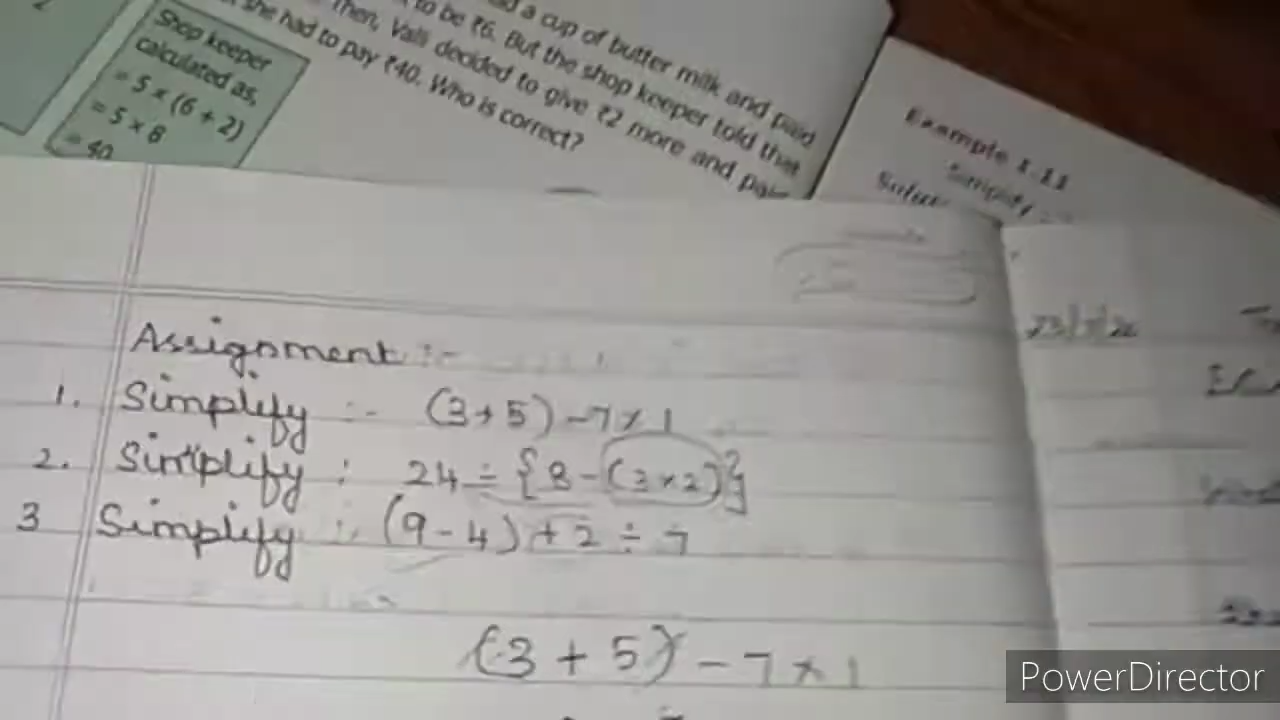 d a cup of butter milk and paid
to be ₹6. But the shop keeper told that
Then, Valli decided to give ₹2 more and paid
she had to pay ₹40. Who is correct?
Shop keeper
calculated as,
= 5 × (6 + 2)
= 5 × 8
= 40
Example 1.11
Simplify
Assignment :-
1. Simplify :- (3+5) - 7 × 1
2. Simplify : 24 ÷ {8 - (3×2)}
3 Simplify :. (9 - 4) + 2 ÷ 7
(3 + 5) - 7 × 1
PowerDirector